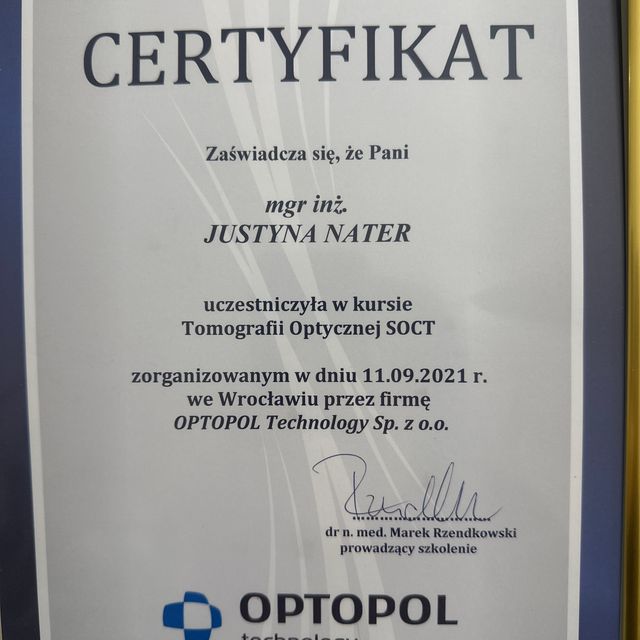 CERTYFIKAT
Zaświadcza się, że Pani
mgr inż.
JUSTYNA NATER
uczestniczyła w kursie
Tomografii Optycznej SOCT
zorganizowanym w dniu 11.09.2021 r.
we Wrocławiu przez firmę
OPTOPOL Technology Sp. z o.o.
dr n. med. Marek Rzendkowski
prowadzący szkolenie
OPTOPOL
technology